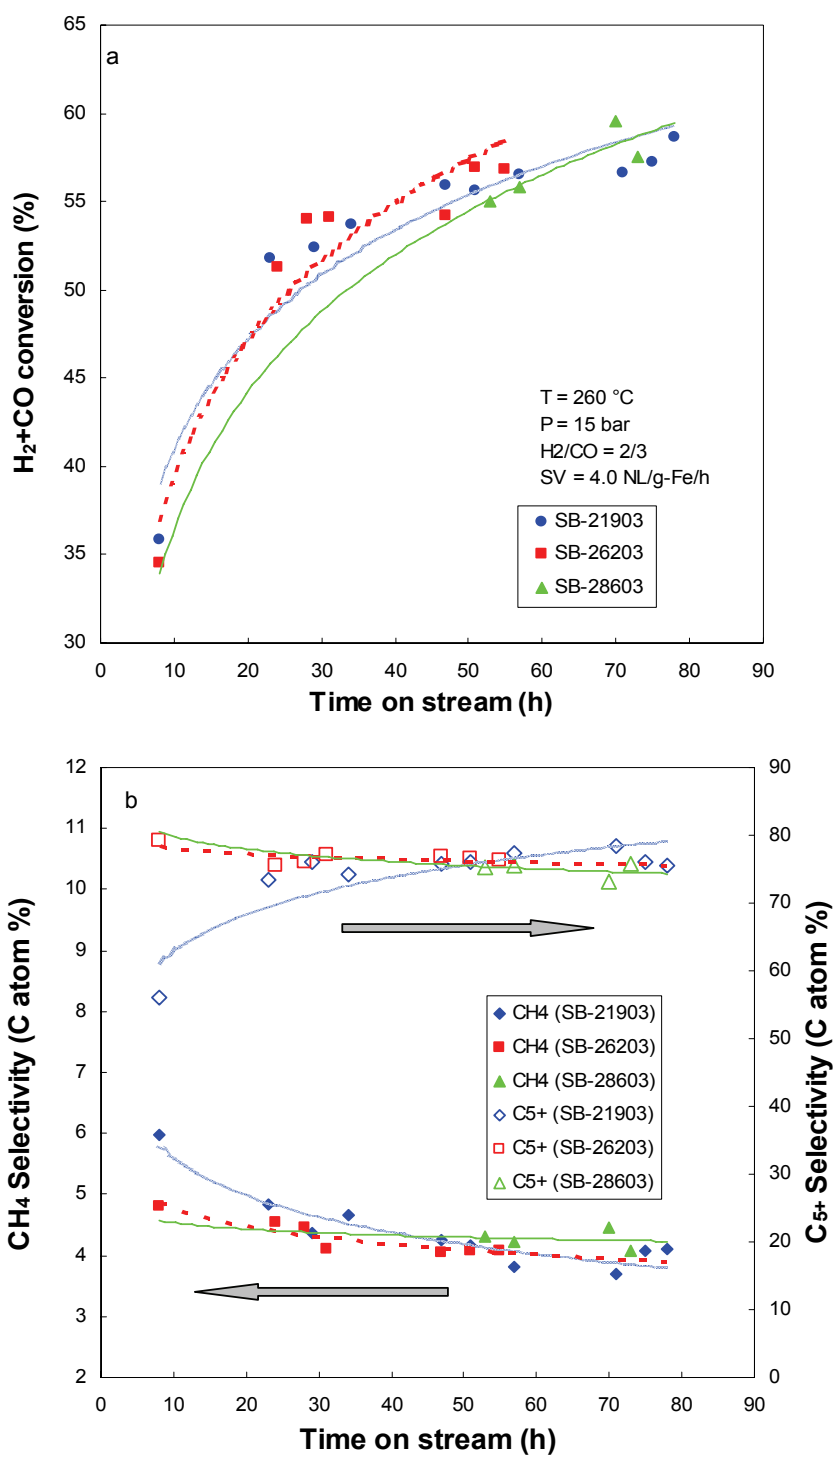 a
65
60
55
50
45
40
35
30
H₂+CO conversion (%)
T = 260 °C
P = 15 bar
H2/CO = 2/3
SV = 4.0 NL/g-Fe/h
SB-21903
SB-26203
SB-28603
0 10 20 30 40 50 60 70 80 90
Time on stream (h)
b
12
11
10
9
8
7
6
5
4
3
2
CH₄ Selectivity (C atom %)
90
80
70
60
50
40
30
20
10
0
C₅₊ Selectivity (C atom %)
CH4 (SB-21903)
CH4 (SB-26203)
CH4 (SB-28603)
C5+ (SB-21903)
C5+ (SB-26203)
C5+ (SB-28603)
0 10 20 30 40 50 60 70 80 90
Time on stream (h)